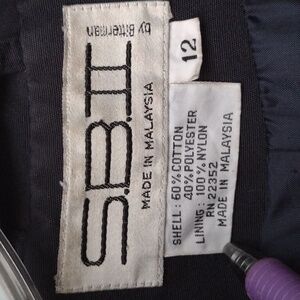 S.B.II
by Bitterman
MADE IN MALAYSIA
12
SHELL : 60% COTTON
40% POLYESTER
LINING : 100% NYLON
RN 22352
MADE IN MALAYSIA